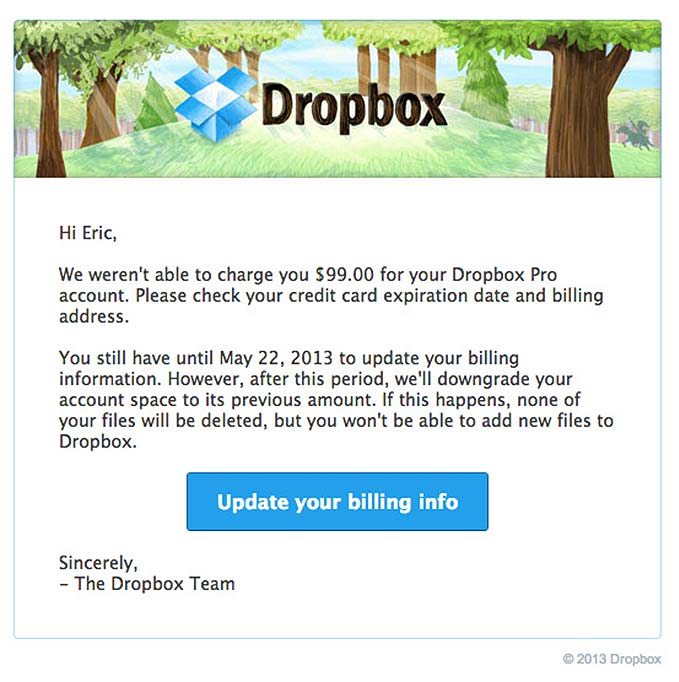 Dropbox
Hi Eric,
We weren't able to charge you $99.00 for your Dropbox Pro
account. Please check your credit card expiration date and billing
address.
You still have until May 22, 2013 to update your billing
information. However, after this period, we'll downgrade your
account space to its previous amount. If this happens, none of
your files will be deleted, but you won't be able to add new files to
Dropbox.
Update your billing info
Sincerely,
– The Dropbox Team
© 2013 Dropbox